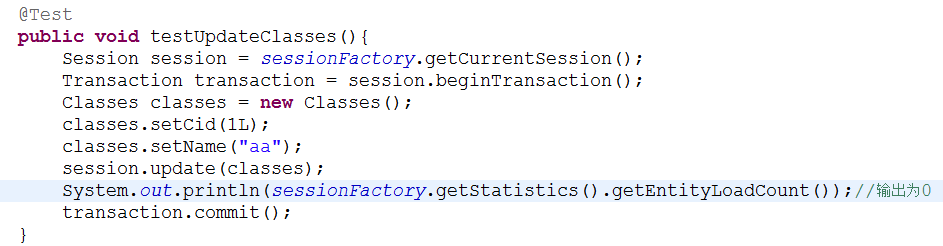 @Test
public void testUpdateClasses(){
Session session = sessionFactory.getCurrentSession();
Transaction transaction = session.beginTransaction();
Classes classes = new Classes();
classes.setCid(1L);
classes.setName("aa");
session.update(classes);
System.out.println(sessionFactory.getStatistics().getEntityLoadCount());//输出为0
transaction.commit();
}